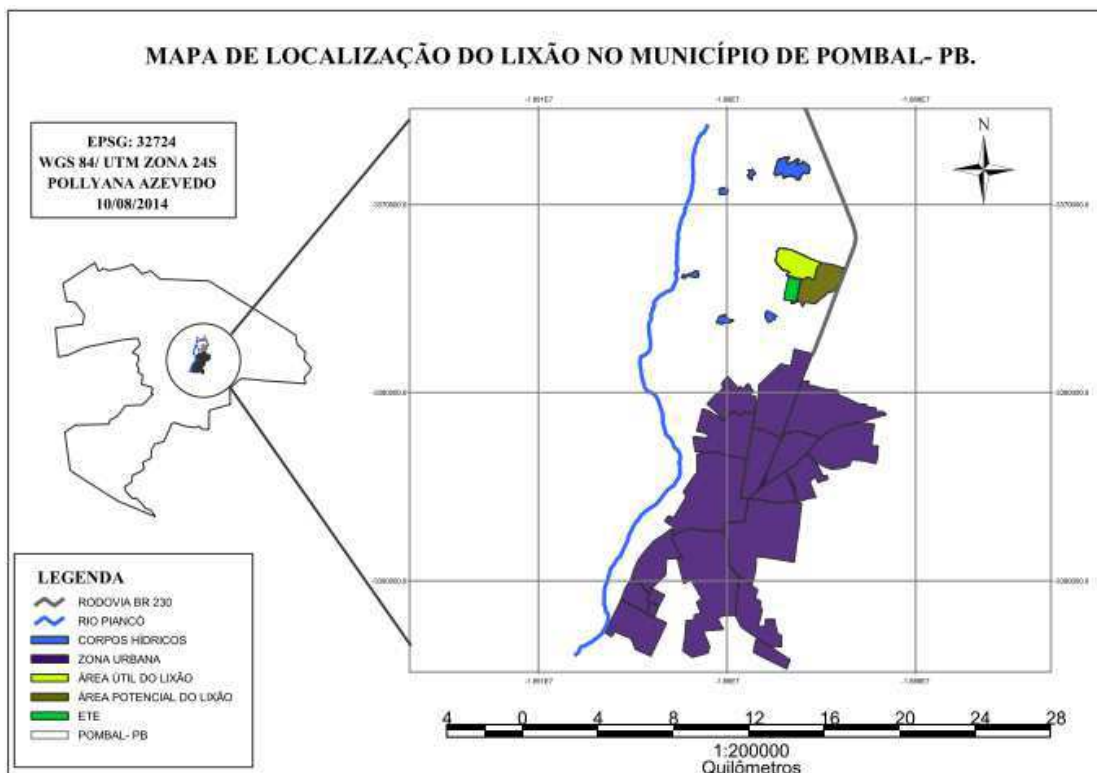 MAPA DE LOCALIZAÇÃO DO LIXÃO NO MUNICÍPIO DE POMBAL- PB.
EPSG: 32724
WGS 84/ UTM ZONA 24S
POLLYANA AZEVEDO
10/08/2014
N
LEGENDA
RODOVIA BR 230
RIO PIANCÓ
CORPOS HÍDRICOS
ZONA URBANA
ÁREA ÚTIL DO LIXÃO
ÁREA POTENCIAL DO LIXÃO
ETE
POMBAL- PB
4 0 4 8 12 16 20 24 28
1:200000
Quilômetros